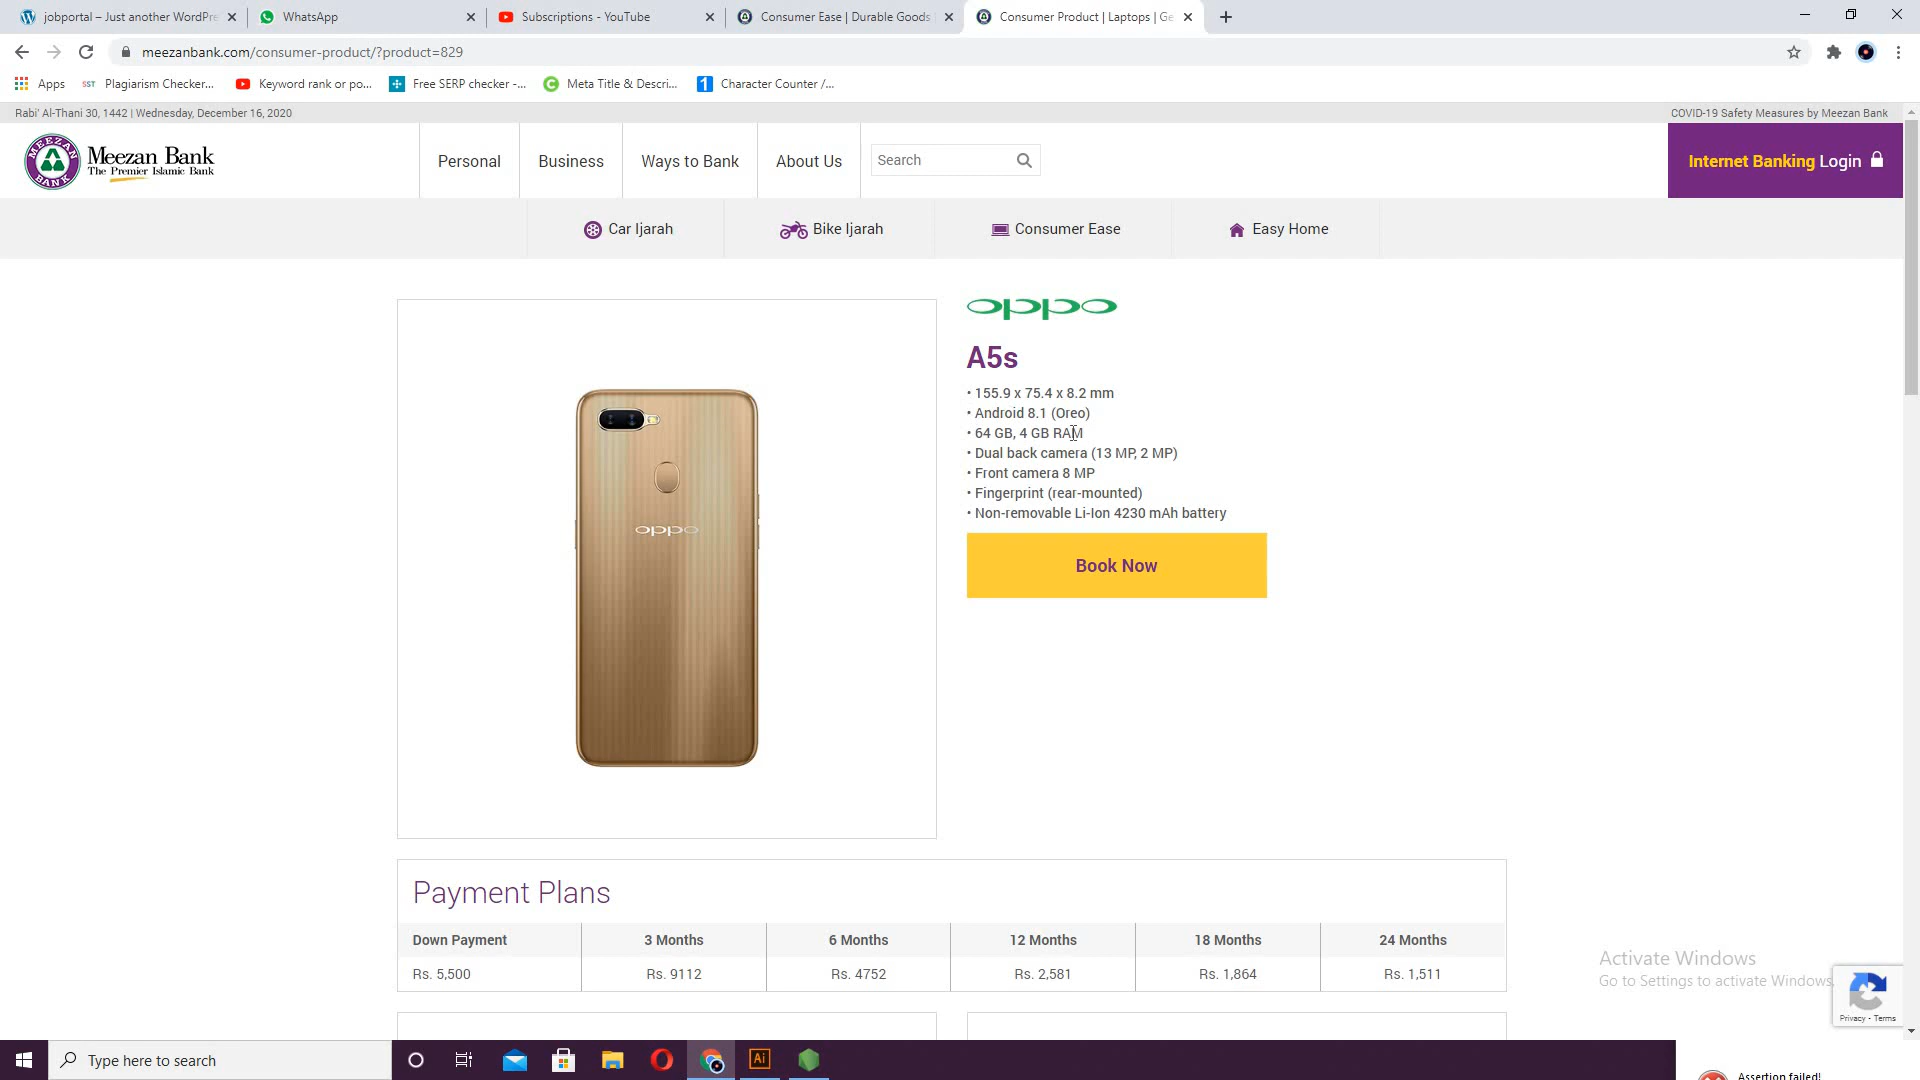 jobportal – Just another WordPre
WhatsApp
Subscriptions - YouTube
Consumer Ease | Durable Goods
Consumer Product | Laptops | Ge
meezanbank.com/consumer-product/?product=829
Apps
SST Plagiarism Checker...
Keyword rank or po...
Free SERP checker -...
Meta Title & Descri...
1 Character Counter /...
Rabi' Al-Thani 30, 1442 | Wednesday, December 16, 2020
COVID-19 Safety Measures by Meezan Bank
MEEZAN BANK
Meezan Bank
The Premier Islamic Bank
Personal
Business
Ways to Bank
About Us
Search
Internet Banking Login
Car Ijarah
Bike Ijarah
Consumer Ease
Easy Home
oppo
oppo
A5s
• 155.9 x 75.4 x 8.2 mm
• Android 8.1 (Oreo)
• 64 GB, 4 GB RAM
• Dual back camera (13 MP, 2 MP)
• Front camera 8 MP
• Fingerprint (rear-mounted)
• Non-removable Li-Ion 4230 mAh battery
Book Now
Payment Plans
Down Payment 3 Months 6 Months 12 Months 18 Months 24 Months
Rs. 5,500 Rs. 9112 Rs. 4752 Rs. 2,581 Rs. 1,864 Rs. 1,511
Activate Windows
Go to Settings to activate Windows.
Privacy - Terms
Type here to search
Ai
Assertion failed!